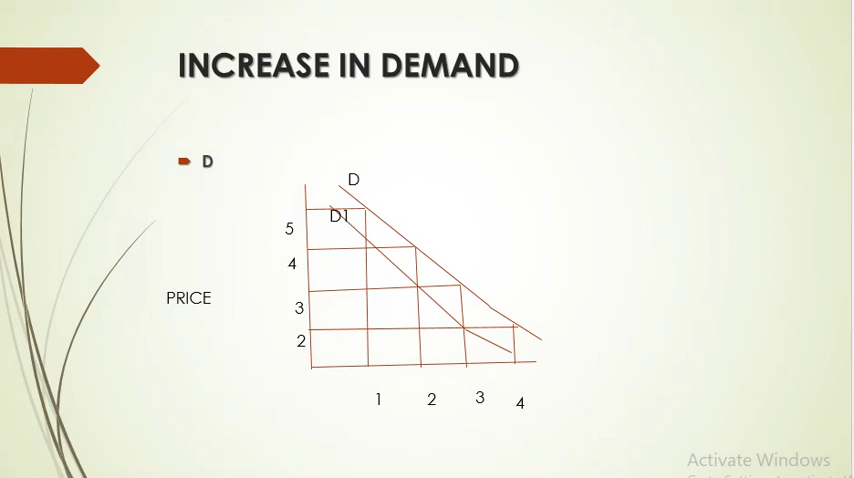 INCREASE IN DEMAND
D
D
D1
5
4
PRICE
3
2
1 2 3 4
Activate Windows